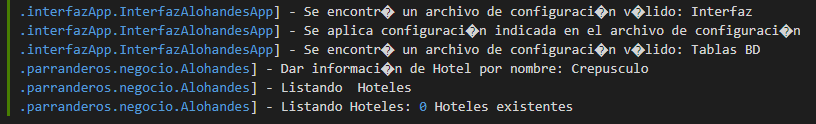 .interfazApp.InterfazAlohandesApp] - Se encontr� un archivo de configuraci�n v�lido: Interfaz
.interfazApp.InterfazAlohandesApp] - Se aplica configuraci�n indicada en el archivo de configuraci�n
.interfazApp.InterfazAlohandesApp] - Se encontr� un archivo de configuraci�n v�lido: Tablas BD
.parranderos.negocio.Alohandes] - Dar informaci�n de Hotel por nombre: Crepusculo
.parranderos.negocio.Alohandes] - Listando  Hoteles
.parranderos.negocio.Alohandes] - Listando Hoteles: 0 Hoteles existentes